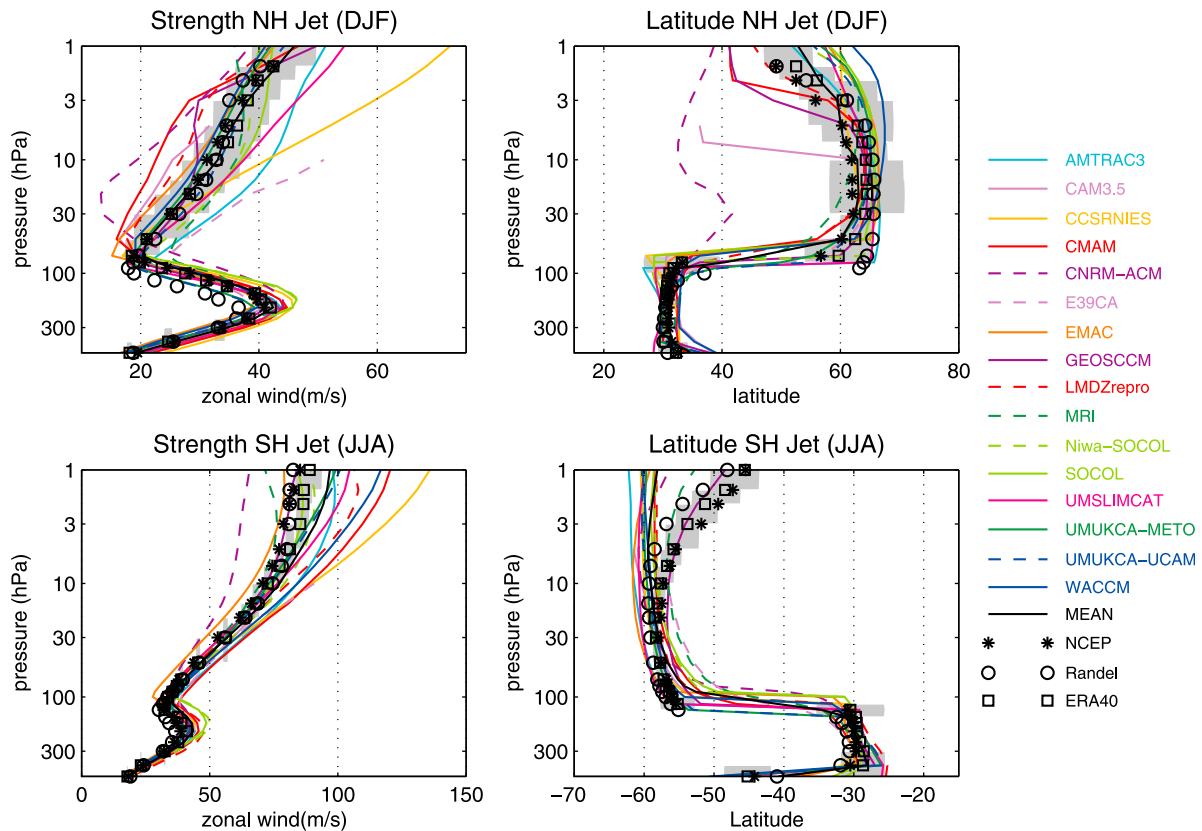 Strength NH Jet (DJF)
Latitude NH Jet (DJF)
pressure (hPa)
1
3
10
30
100
300
20
40
60
zonal wind(m/s)
pressure (hPa)
1
3
10
30
100
300
20
40
60
80
latitude
Strength SH Jet (JJA)
Latitude SH Jet (JJA)
pressure (hPa)
1
3
10
30
100
300
0
50
100
150
zonal wind(m/s)
pressure (hPa)
1
3
10
30
100
300
−70
−60
−50
−40
−30
−20
Latitude
AMTRAC3
CAM3.5
CCSRNIES
CMAM
CNRM−ACM
E39CA
EMAC
GEOSCCM
LMDZrepro
MRI
Niwa−SOCOL
SOCOL
UMSLIMCAT
UMUKCA−METO
UMUKCA−UCAM
WACCM
MEAN
NCEP
Randel
ERA40